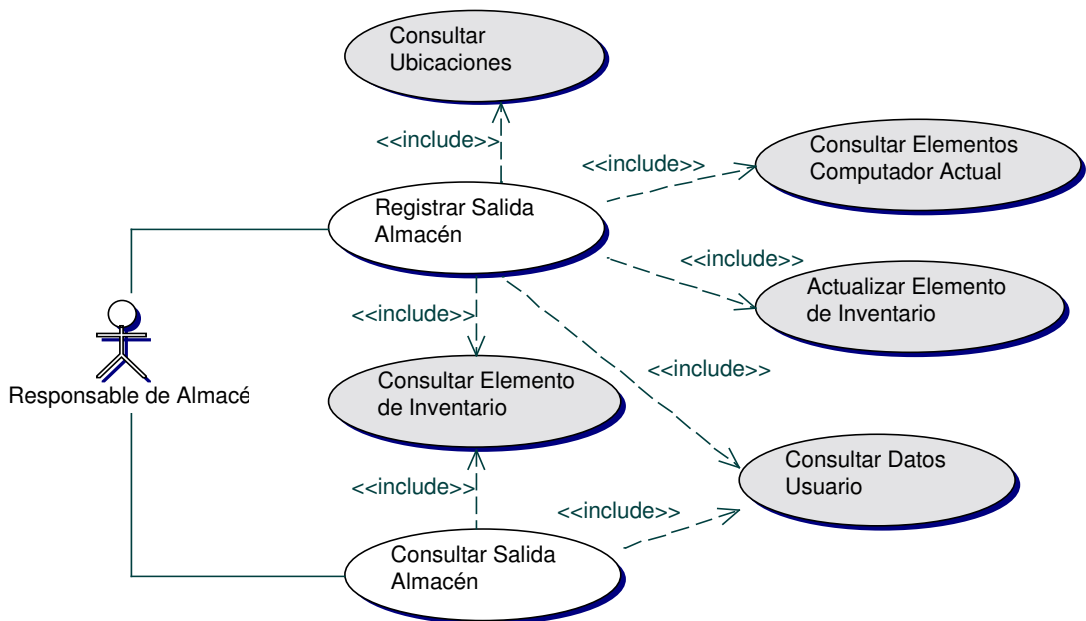 Consultar
Ubicaciones
<<include>>
<<include>>
Consultar Elementos
Computador Actual
Registrar Salida
Almacén
<<include>>
Actualizar Elemento
de Inventario
<<include>>
<<include>>
Responsable de Almacé
Consultar Elemento
de Inventario
Consultar Datos
Usuario
<<include>>
<<include>>
Consultar Salida
Almacén